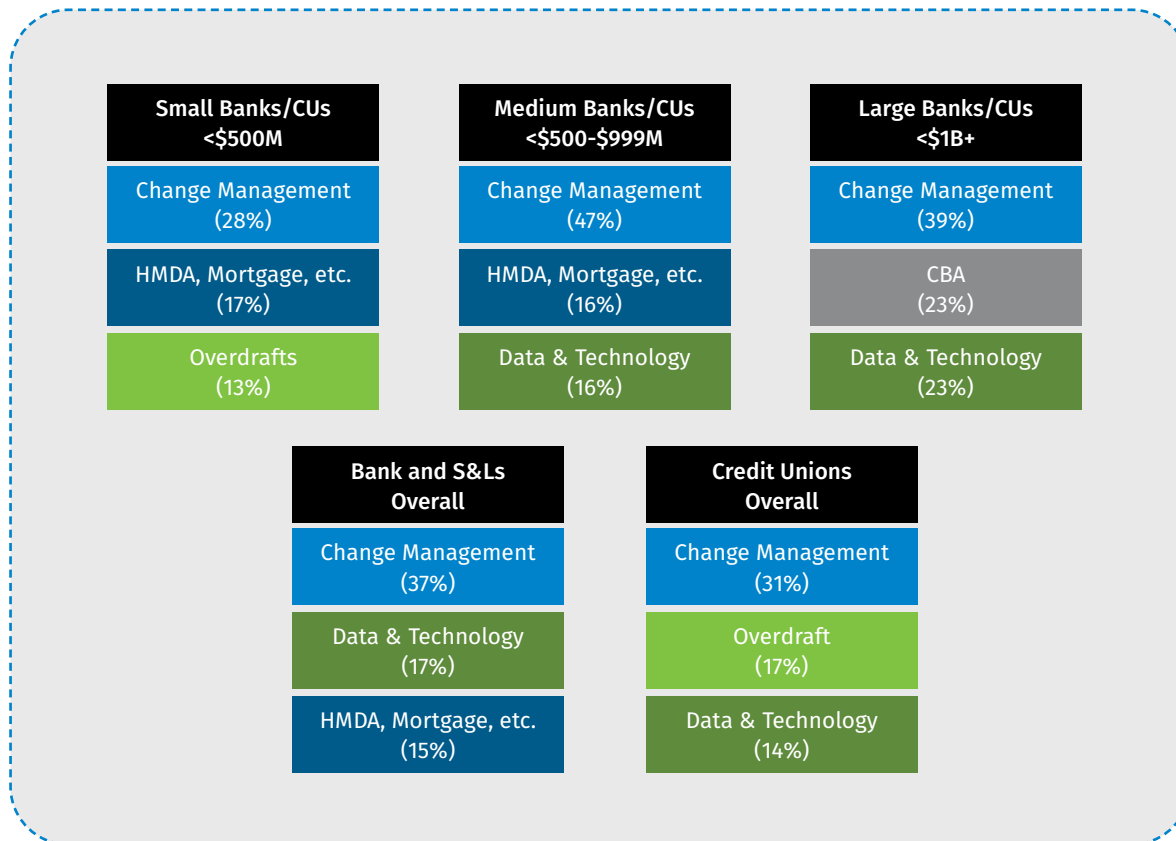 Small Banks/CUs
<$500M
Change Management
(28%)
HMDA, Mortgage, etc.
(17%)
Overdrafts
(13%)
Medium Banks/CUs
<$500-$999M
Change Management
(47%)
HMDA, Mortgage, etc.
(16%)
Data & Technology
(16%)
Large Banks/CUs
<$1B+
Change Management
(39%)
CBA
(23%)
Data & Technology
(23%)
Bank and S&Ls
Overall
Change Management
(37%)
Data & Technology
(17%)
HMDA, Mortgage, etc.
(15%)
Credit Unions
Overall
Change Management
(31%)
Overdraft
(17%)
Data & Technology
(14%)